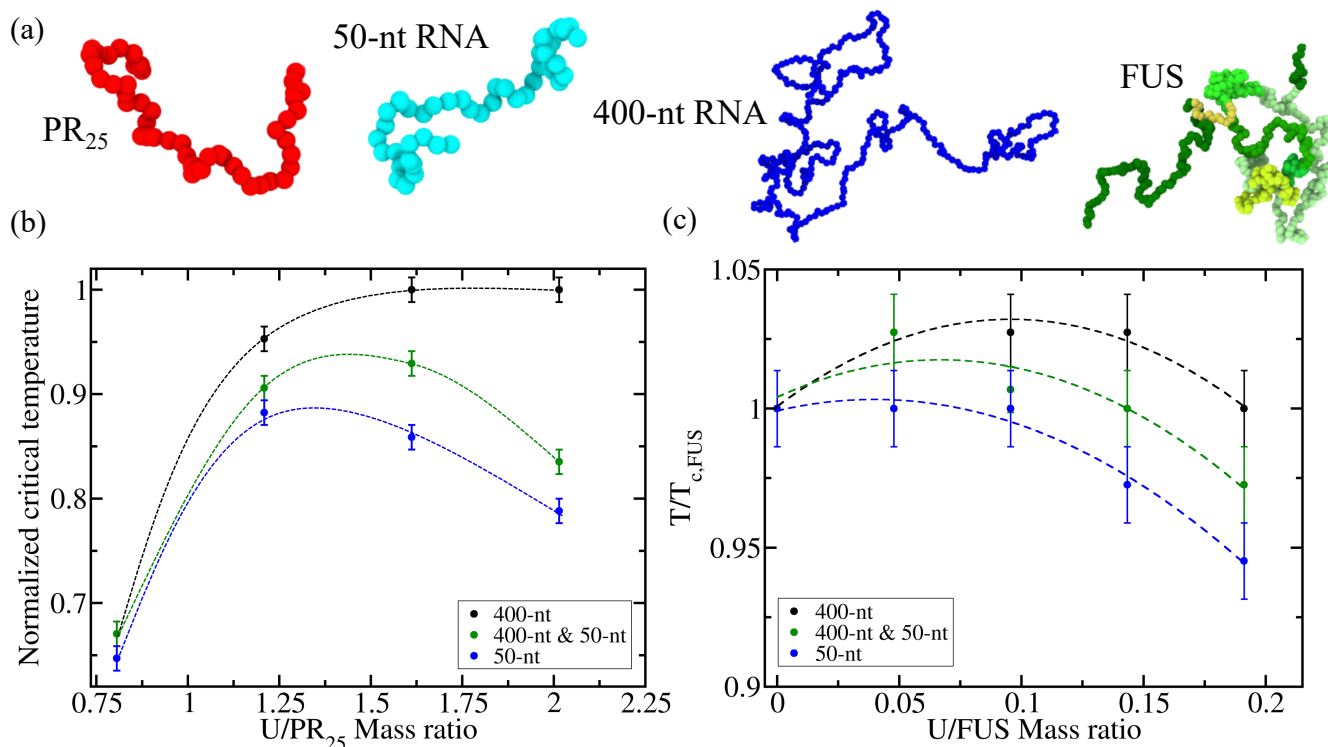 (a)
50-nt RNA
PR25
400-nt RNA
FUS
(b)
Normalized critical temperature
1
0.9
0.8
0.7
0.75
1
1.25
1.5
1.75
2
2.25
U/PR25 Mass ratio
400-nt
400-nt & 50-nt
50-nt
(c)
T/Tc,FUS
1.05
1
0.95
0.9
0
0.05
0.1
0.15
0.2
U/FUS Mass ratio
400-nt
400-nt & 50-nt
50-nt